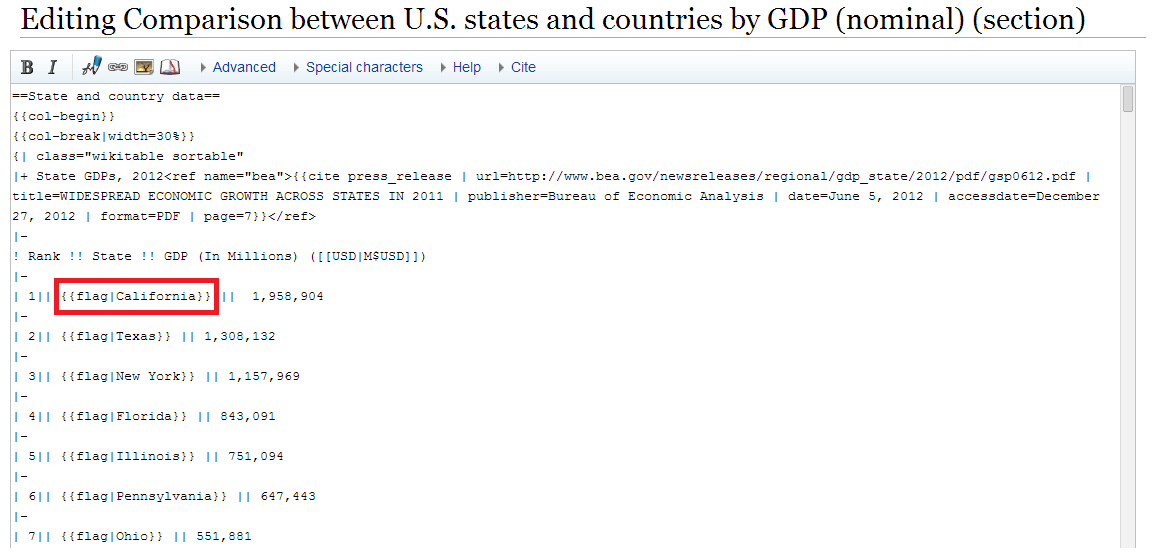 Editing Comparison between U.S. states and countries by GDP (nominal) (section)
B I Advanced Special characters Help Cite
==State and country data==
{{col-begin}}
{{col-break|width=30%}}
{| class="wikitable sortable"
|+ State GDPs, 2012<ref name="bea">{{cite press_release | url=http://www.bea.gov/newsreleases/regional/gdp_state/2012/pdf/gsp0612.pdf |
title=WIDESPREAD ECONOMIC GROWTH ACROSS STATES IN 2011 | publisher=Bureau of Economic Analysis | date=June 5, 2012 | accessdate=December
27, 2012 | format=PDF | page=7}}</ref>
|-
! Rank !! State !! GDP (In Millions) ([[USD|M$USD]])
|-
| 1|| {{flag|California}} ||  1,958,904
|-
| 2|| {{flag|Texas}} || 1,308,132
|-
| 3|| {{flag|New York}} || 1,157,969
|-
| 4|| {{flag|Florida}} || 843,091
|-
| 5|| {{flag|Illinois}} || 751,094
|-
| 6|| {{flag|Pennsylvania}} || 647,443
|-
| 7|| {{flag|Ohio}} || 551,881